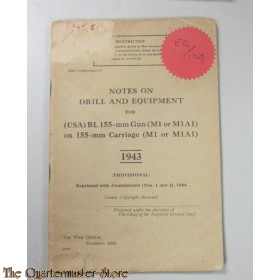 RESTRICTED
EQ/
NOTES ON
DRILL AND EQUIPMENT
FOR
(USA) BL 155-mm Gun (M1 or M1A1)
on 155-mm Carriage (M1 or M1A1)
1943
(PROVISIONAL)
Reprinted with Amendments (Nos. 1 and 2), 1944
Crown Copyright Reserved
Prepared under the direction of
The Chief of the Imperial General Staff
The War Office,
December, 1943
The Quartermaster Store